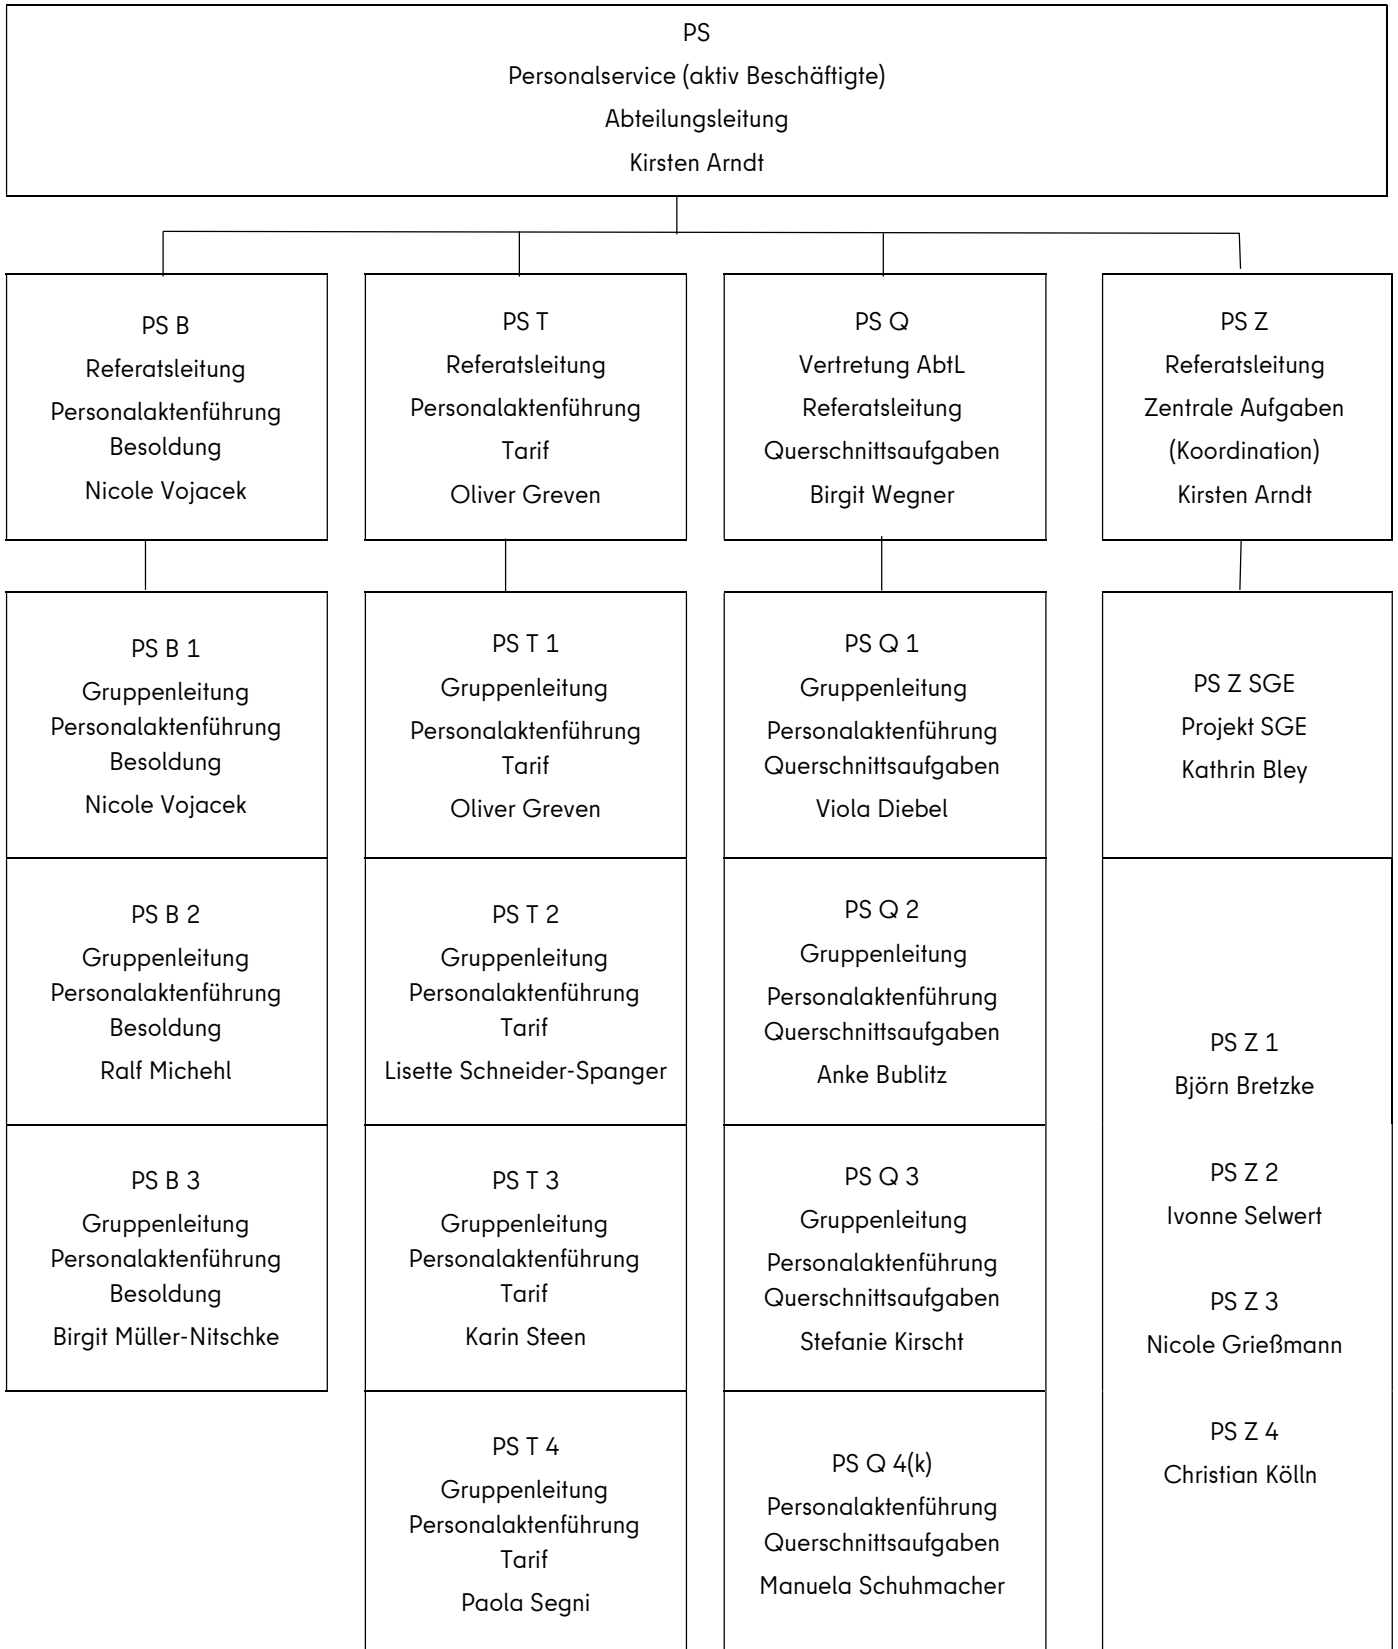 PS
Personalservice (aktiv Beschäftigte)
Abteilungsleitung
Kirsten Arndt
PS B
Referatsleitung
Personalaktenführung
Besoldung
Nicole Vojacek
PS T
Referatsleitung
Personalaktenführung
Tarif
Oliver Greven
PS Q
Vertretung AbtL
Referatsleitung
Querschnittsaufgaben
Birgit Wegner
PS Z
Referatsleitung
Zentrale Aufgaben
(Koordination)
Kirsten Arndt
PS B 1
Gruppenleitung
Personalaktenführung
Besoldung
Nicole Vojacek
PS T 1
Gruppenleitung
Personalaktenführung
Tarif
Oliver Greven
PS Q 1
Gruppenleitung
Personalaktenführung
Querschnittsaufgaben
Viola Diebel
PS Z SGE
Projekt SGE
Kathrin Bley
PS B 2
Gruppenleitung
Personalaktenführung
Besoldung
Ralf Michehl
PS T 2
Gruppenleitung
Personalaktenführung
Tarif
Lisette Schneider-Spanger
PS Q 2
Gruppenleitung
Personalaktenführung
Querschnittsaufgaben
Anke Bublitz
PS Z 1
Björn Bretzke
PS Z 2
Ivonne Selwert
PS Z 3
Nicole Grießmann
PS Z 4
Christian Kölln
PS B 3
Gruppenleitung
Personalaktenführung
Besoldung
Birgit Müller-Nitschke
PS T 3
Gruppenleitung
Personalaktenführung
Tarif
Karin Steen
PS Q 3
Gruppenleitung
Personalaktenführung
Querschnittsaufgaben
Stefanie Kirscht
PS T 4
Gruppenleitung
Personalaktenführung
Tarif
Paola Segni
PS Q 4(k)
Personalaktenführung
Querschnittsaufgaben
Manuela Schuhmacher